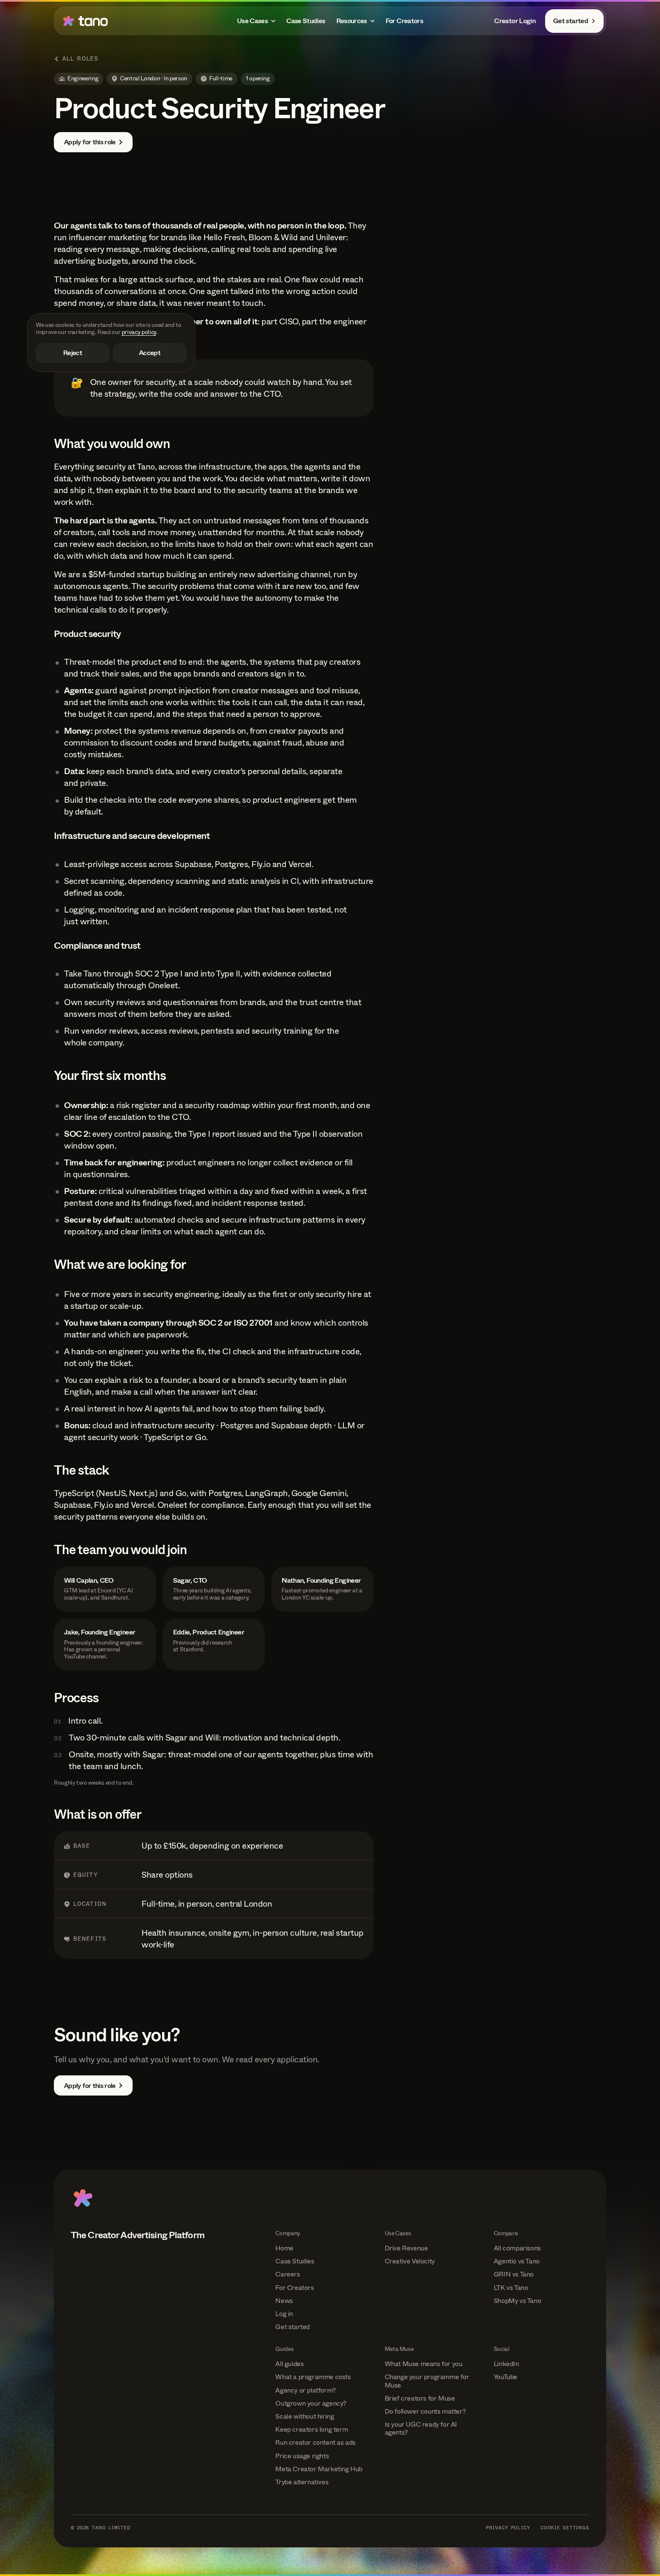 tano
Use Cases
Case Studies
Resources
For Creators
Creator Login
Get started
ALL ROLES
Engineering
Central London · In person
Full-time
1 opening
Product Security Engineer
Apply for this role
Our agents talk to tens of thousands of real people, with no person in the loop. They
run influencer marketing for brands like Hello Fresh, Bloom & Wild and Unilever:
reading every message, making decisions, calling real tools and spending live
advertising budgets, around the clock.
That makes for a large attack surface, and the stakes are real. One flaw could reach
thousands of conversations at once. One agent talked into the wrong action could
spend money, or share data, it was never meant to touch.
er to own all of it: part CISO, part the engineer
We use cookies to understand how our site is used and to
improve our marketing. Read our privacy policy.
Reject
Accept
One owner for security, at a scale nobody could watch by hand. You set
the strategy, write the code and answer to the CTO.
What you would own
Everything security at Tano, across the infrastructure, the apps, the agents and the
data, with nobody between you and the work. You decide what matters, write it down
and ship it, then explain it to the board and to the security teams at the brands we
work with.
The hard part is the agents. They act on untrusted messages from tens of thousands
of creators, call tools and move money, unattended for months. At that scale nobody
can review each decision, so the limits have to hold on their own: what each agent can
do, with which data and how much it can spend.
We are a $5M-funded startup building an entirely new advertising channel, run by
autonomous agents. The security problems that come with it are new too, and few
teams have had to solve them yet. You would have the autonomy to make the
technical calls to do it properly.
Product security
Threat-model the product end to end: the agents, the systems that pay creators
and track their sales, and the apps brands and creators sign in to.
Agents: guard against prompt injection from creator messages and tool misuse,
and set the limits each one works within: the tools it can call, the data it can read,
the budget it can spend, and the steps that need a person to approve.
Money: protect the systems revenue depends on, from creator payouts and
commission to discount codes and brand budgets, against fraud, abuse and
costly mistakes.
Data: keep each brand's data, and every creator's personal details, separate
and private.
Build the checks into the code everyone shares, so product engineers get them
by default.
Infrastructure and secure development
Least-privilege access across Supabase, Postgres, Fly.io and Vercel.
Secret scanning, dependency scanning and static analysis in CI, with infrastructure
defined as code.
Logging, monitoring and an incident response plan that has been tested, not
just written.
Compliance and trust
Take Tano through SOC 2 Type I and into Type II, with evidence collected
automatically through Oneleet.
Own security reviews and questionnaires from brands, and the trust centre that
answers most of them before they are asked.
Run vendor reviews, access reviews, pentests and security training for the
whole company.
Your first six months
Ownership: a risk register and a security roadmap within your first month, and one
clear line of escalation to the CTO.
SOC 2: every control passing, the Type I report issued and the Type II observation
window open.
Time back for engineering: product engineers no longer collect evidence or fill
in questionnaires.
Posture: critical vulnerabilities triaged within a day and fixed within a week, a first
pentest done and its findings fixed, and incident response tested.
Secure by default: automated checks and secure infrastructure patterns in every
repository, and clear limits on what each agent can do.
What we are looking for
Five or more years in security engineering, ideally as the first or only security hire at
a startup or scale-up.
You have taken a company through SOC 2 or ISO 27001 and know which controls
matter and which are paperwork.
A hands-on engineer: you write the fix, the CI check and the infrastructure code,
not only the ticket.
You can explain a risk to a founder, a board or a brand's security team in plain
English, and make a call when the answer isn't clear.
A real interest in how AI agents fail, and how to stop them failing badly.
Bonus: cloud and infrastructure security · Postgres and Supabase depth · LLM or
agent security work · TypeScript or Go.
The stack
TypeScript (NestJS, Next.js) and Go, with Postgres, LangGraph, Google Gemini,
Supabase, Fly.io and Vercel. Oneleet for compliance. Early enough that you will set the
security patterns everyone else builds on.
The team you would join
Will Caplan, CEO
GTM lead at Encord (YC AI
scale-up), and Sandhurst.
Sagar, CTO
Three years building AI agents,
early before it was a category.
Nathan, Founding Engineer
Fastest-promoted engineer at a
London YC scale-up.
Jake, Founding Engineer
Previously a founding engineer.
Has grown a personal
YouTube channel.
Eddie, Product Engineer
Previously did research
at Stanford.
Process
01 Intro call.
02 Two 30-minute calls with Sagar and Will: motivation and technical depth.
03 Onsite, mostly with Sagar: threat-model one of our agents together, plus time with
the team and lunch.
Roughly two weeks end to end.
What is on offer
BASE
Up to £150k, depending on experience
EQUITY
Share options
LOCATION
Full-time, in person, central London
BENEFITS
Health insurance, onsite gym, in-person culture, real startup
work-life
Sound like you?
Tell us why you, and what you'd want to own. We read every application.
Apply for this role
The Creator Advertising Platform
Company
Home
Case Studies
Careers
For Creators
News
Log in
Get started
Use Cases
Drive Revenue
Creative Velocity
Compare
All comparisons
Agentio vs Tano
GRIN vs Tano
LTK vs Tano
ShopMy vs Tano
Guides
All guides
What a programme costs
Agency or platform?
Outgrown your agency?
Scale without hiring
Keep creators long term
Run creator content as ads
Price usage rights
Meta Creator Marketing Hub
Trybe alternatives
Meta Muse
What Muse means for you
Change your programme for
Muse
Brief creators for Muse
Do follower counts matter?
Is your UGC ready for AI
agents?
Social
LinkedIn
YouTube
© 2026 TANO LIMITED
PRIVACY POLICY
COOKIE SETTINGS